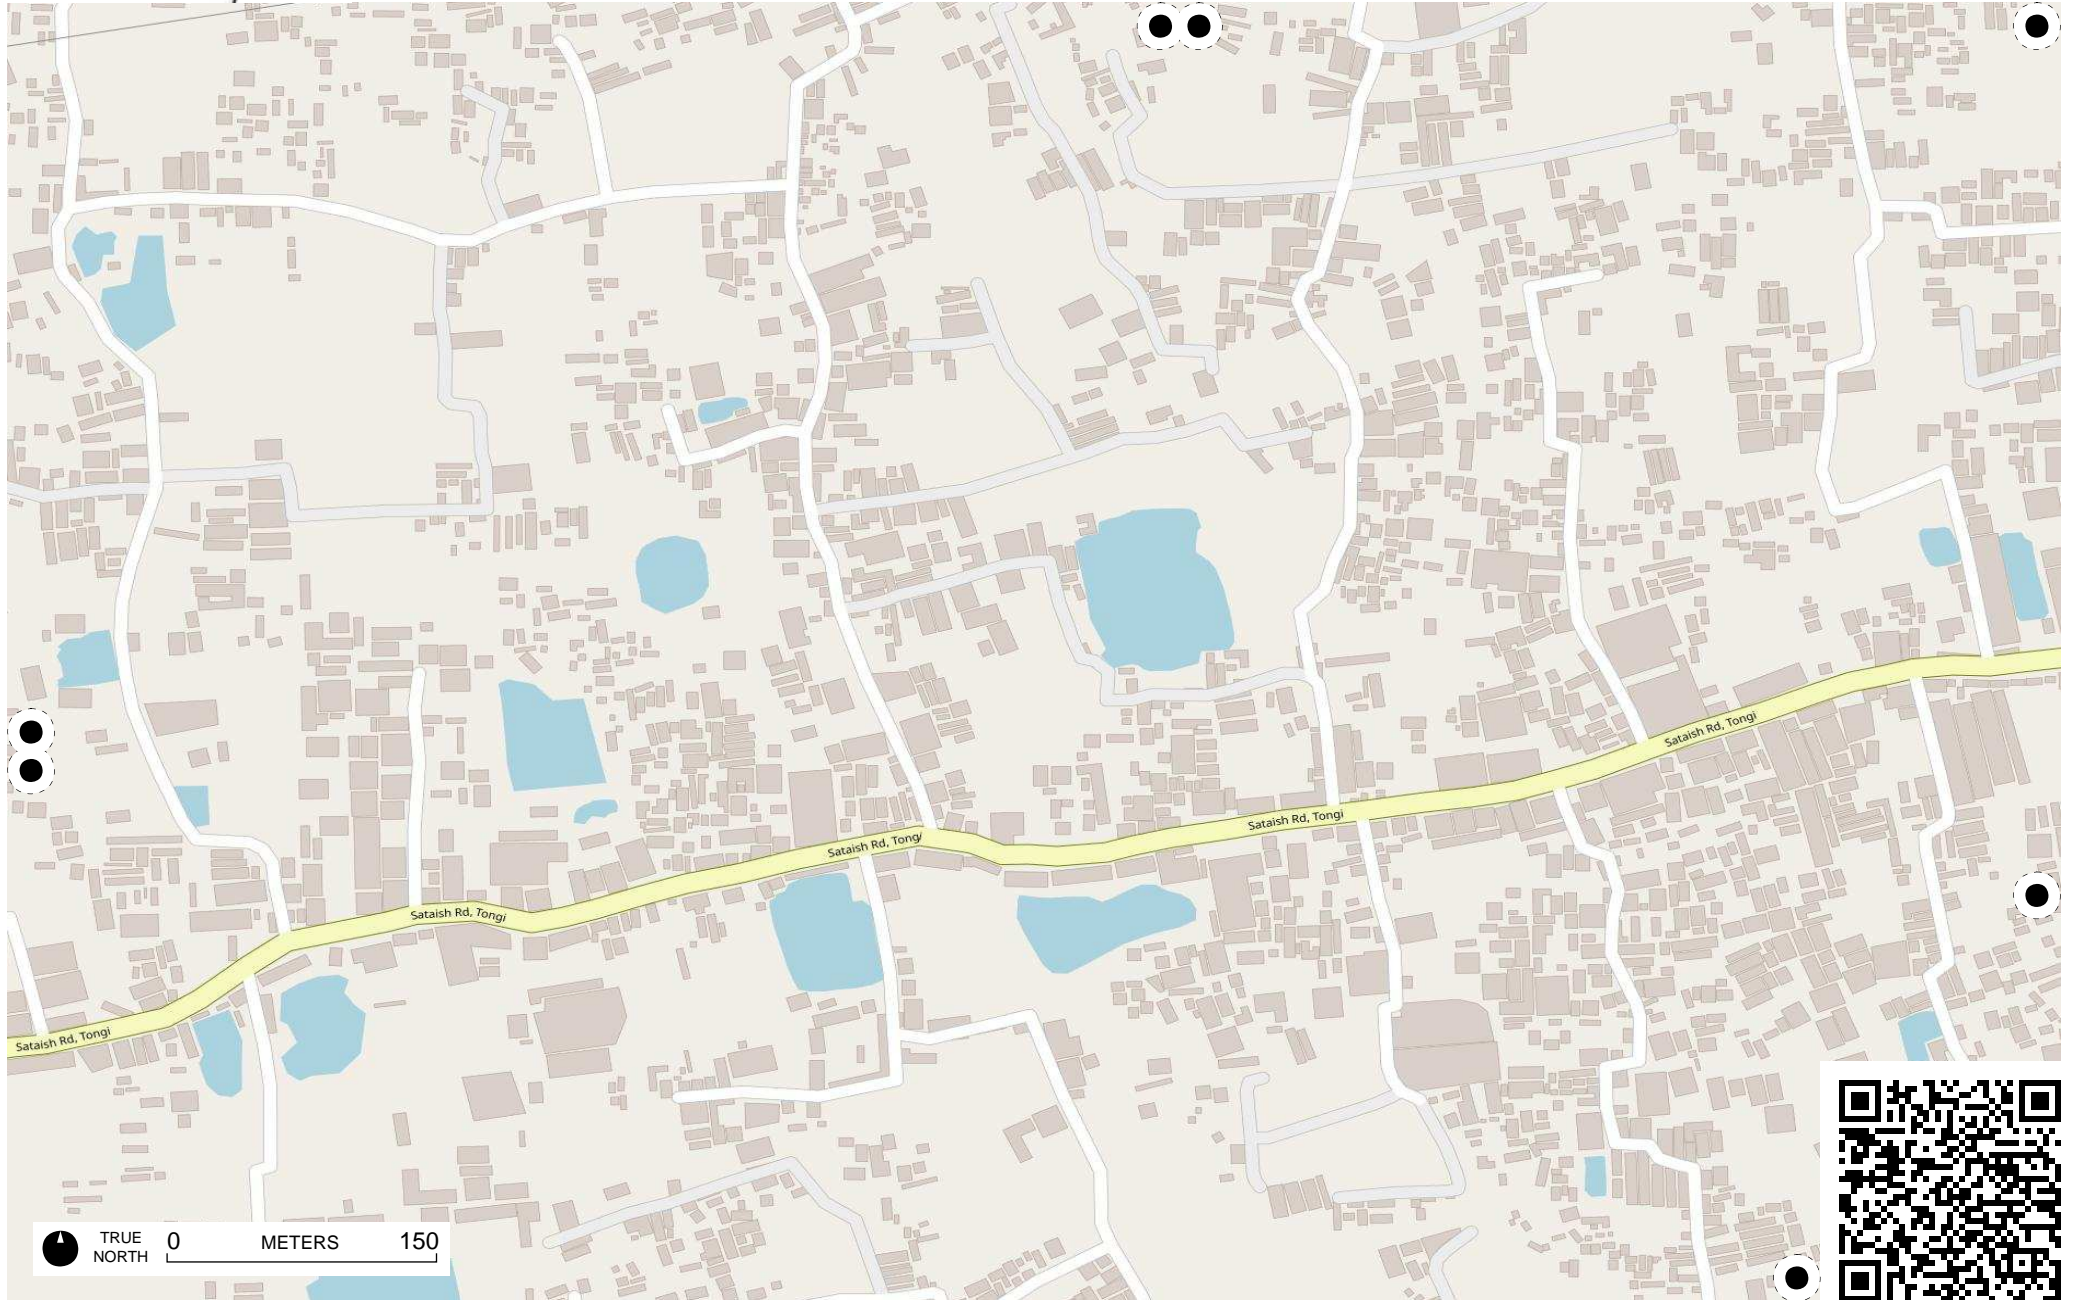 Sataish Rd, Tongi
Sataish Rd, Tongi
Sataish Rd, Tongi
Sataish Rd, Tongi
Sataish Rd, Tongi
TRUE
NORTH
0 METERS 150